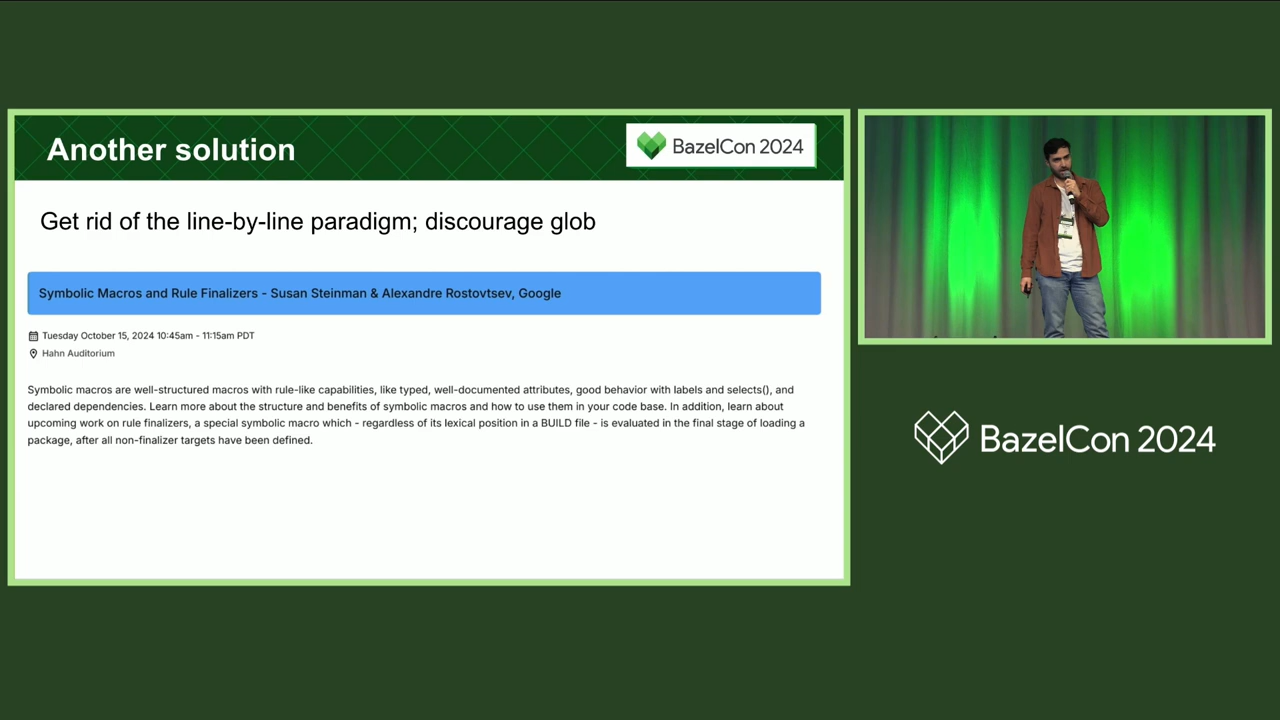 Another solution
BazelCon 2024
Get rid of the line-by-line paradigm; discourage glob
Symbolic Macros and Rule Finalizers - Susan Steinman & Alexandre Rostovtsev, Google
Tuesday October 15, 2024 10:45am - 11:15am PDT
Hahn Auditorium
Symbolic macros are well-structured macros with rule-like capabilities, like typed, well-documented attributes, good behavior with labels and selects(), and
declared dependencies. Learn more about the structure and benefits of symbolic macros and how to use them in your code base. In addition, learn about
upcoming work on rule finalizers, a special symbolic macro which - regardless of its lexical position in a BUILD file - is evaluated in the final stage of loading a
package, after all non-finalizer targets have been defined.
BazelCon 2024